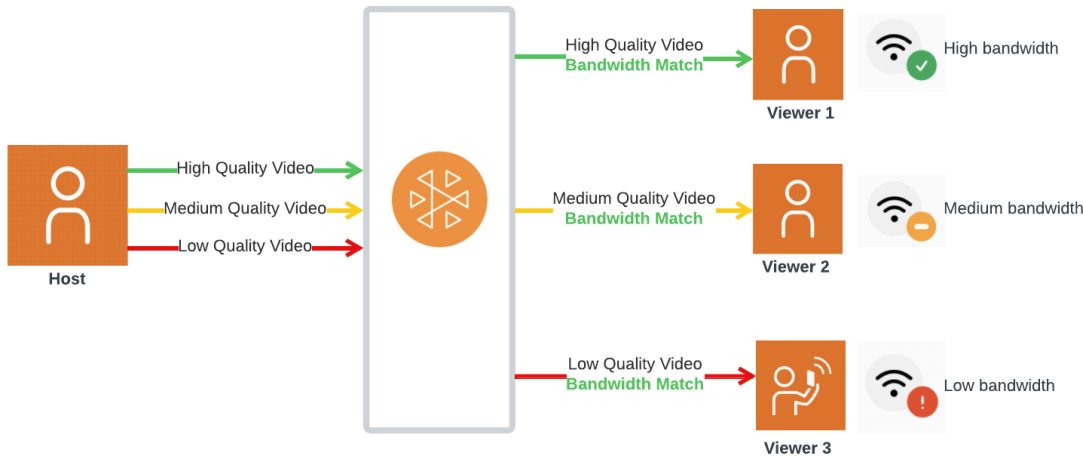 High Quality Video
Medium Quality Video
Low Quality Video
Host
High Quality Video
Bandwidth Match
Viewer 1
High bandwidth
Medium Quality Video
Bandwidth Match
Viewer 2
Medium bandwidth
Low Quality Video
Bandwidth Match
Viewer 3
Low bandwidth